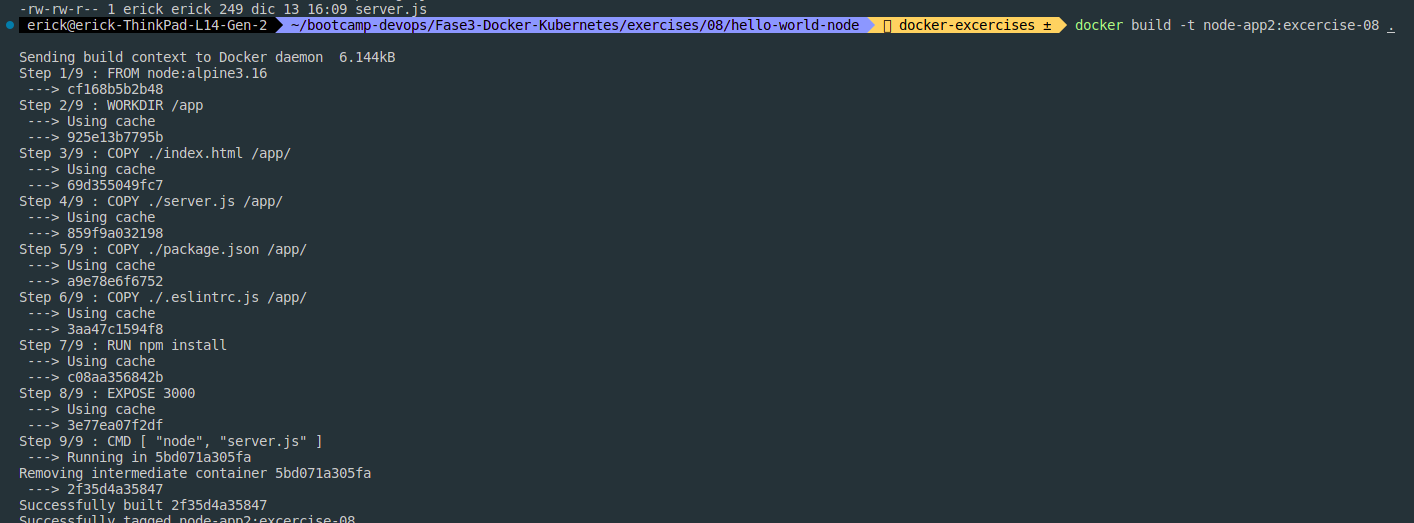 -rw-rw-r-- 1 erick erick 249 dic 13 16:09 server.js
erick@erick-ThinkPad-L14-Gen-2 ~/bootcamp-devops/Fase3-Docker-Kubernetes/exercises/08/hello-world-node docker-excercises ± docker build -t node-app2:excercise-08 .
Sending build context to Docker daemon  6.144kB
Step 1/9 : FROM node:alpine3.16
---> cf168b5b2b48
Step 2/9 : WORKDIR /app
---> Using cache
---> 925e13b7795b
Step 3/9 : COPY ./index.html /app/
---> Using cache
---> 69d355049fc7
Step 4/9 : COPY ./server.js /app/
---> Using cache
---> 859f9a032198
Step 5/9 : COPY ./package.json /app/
---> Using cache
---> a9e78e6f6752
Step 6/9 : COPY ./.eslintrc.js /app/
---> Using cache
---> 3aa47c1594f8
Step 7/9 : RUN npm install
---> Using cache
---> c08aa356842b
Step 8/9 : EXPOSE 3000
---> Using cache
---> 3e77ea07f2df
Step 9/9 : CMD [ "node", "server.js" ]
---> Running in 5bd071a305fa
Removing intermediate container 5bd071a305fa
---> 2f35d4a35847
Successfully built 2f35d4a35847
Successfully tagged node-app2:excercise-08